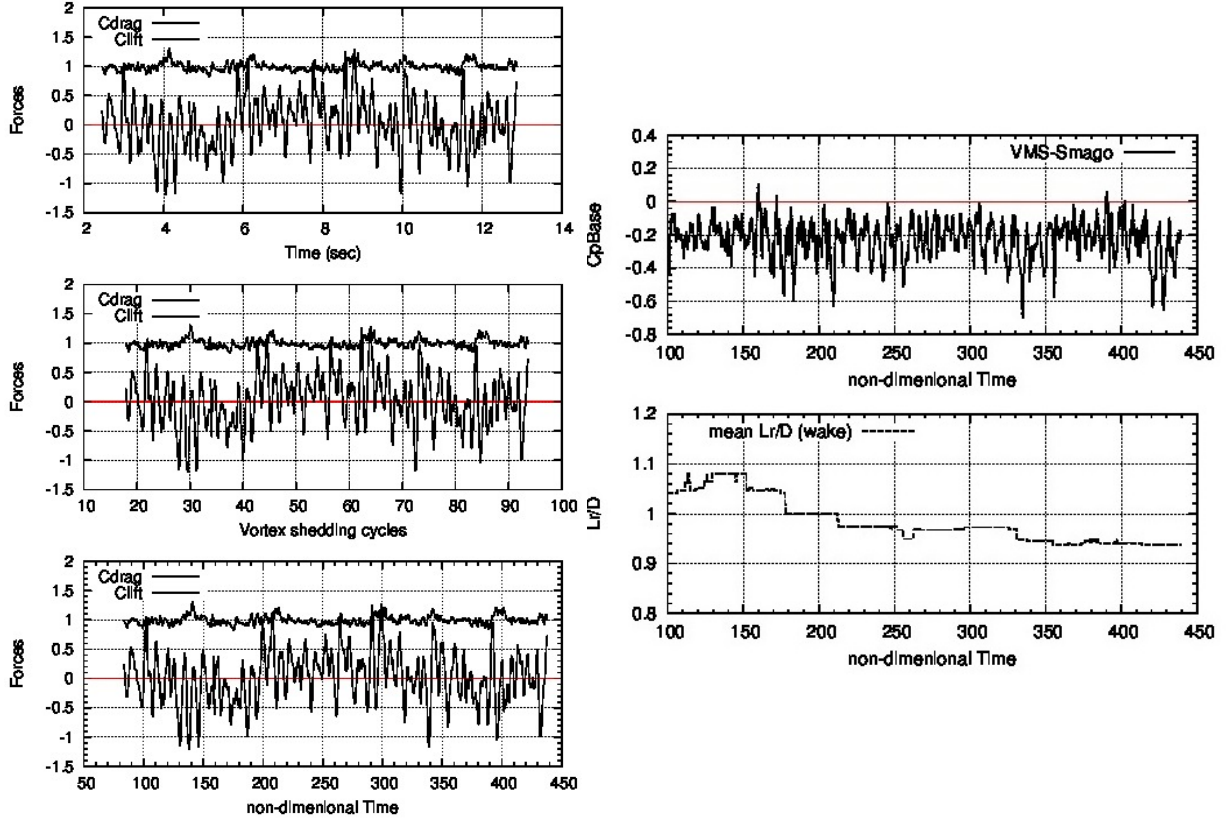 2
1.5
1
0.5
0
-0.5
-1
-1.5
Forces
Cdrag
Clift
2 4 6 8 10 12 14
Time (sec)
2
1.5
1
0.5
0
-0.5
-1
-1.5
Forces
Cdrag
Clift
10 20 30 40 50 60 70 80 90 100
Vortex shedding cycles
2
1.5
1
0.5
0
-0.5
-1
-1.5
Forces
Cdrag
Clift
50 100 150 200 250 300 350 400 450
non-dimenional Time
0.4
0.2
0
-0.2
-0.4
-0.6
-0.8
CpBase
VMS-Smago
100 150 200 250 300 350 400 450
non-dimenional Time
1.2
1.1
1
0.9
0.8
Lr/D
mean Lr/D (wake)
100 150 200 250 300 350 400 450
non-dimenional Time